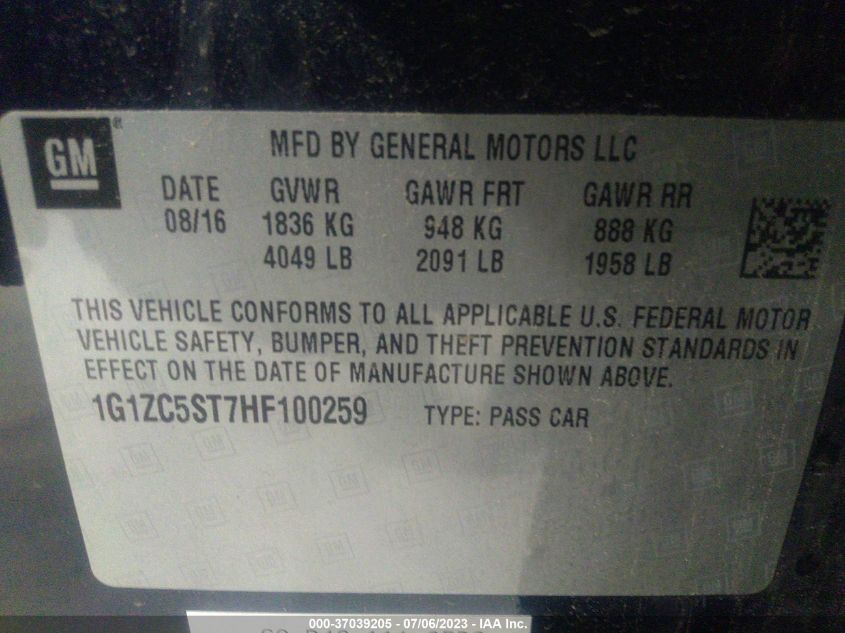 GM
MFD BY GENERAL MOTORS LLC
DATE GVWR GAWR FRT GAWR RR
08/16 1836 KG 948 KG 888 KG
4049 LB 2091 LB 1958 LB
THIS VEHICLE CONFORMS TO ALL APPLICABLE U.S. FEDERAL MOTOR
VEHICLE SAFETY, BUMPER, AND THEFT PREVENTION STANDARDS IN
EFFECT ON THE DATE OF MANUFACTURE SHOWN ABOVE.
1G1ZC5ST7HF100259 TYPE: PASS CAR
000-37039205 - 07/06/2023 - IAA Inc.